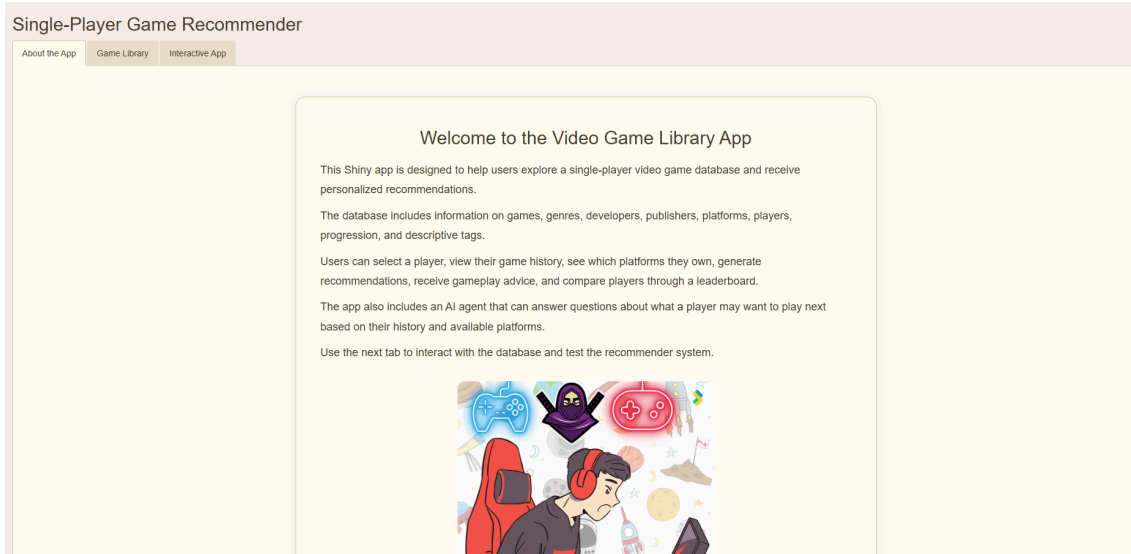 Single-Player Game Recommender
About the App
Game Library
Interactive App
Welcome to the Video Game Library App
This Shiny app is designed to help users explore a single-player video game database and receive
personalized recommendations.
The database includes information on games, genres, developers, publishers, platforms, players,
progression, and descriptive tags.
Users can select a player, view their game history, see which platforms they own, generate
recommendations, receive gameplay advice, and compare players through a leaderboard.
The app also includes an AI agent that can answer questions about what a player may want to play next
based on their history and available platforms.
Use the next tab to interact with the database and test the recommender system.